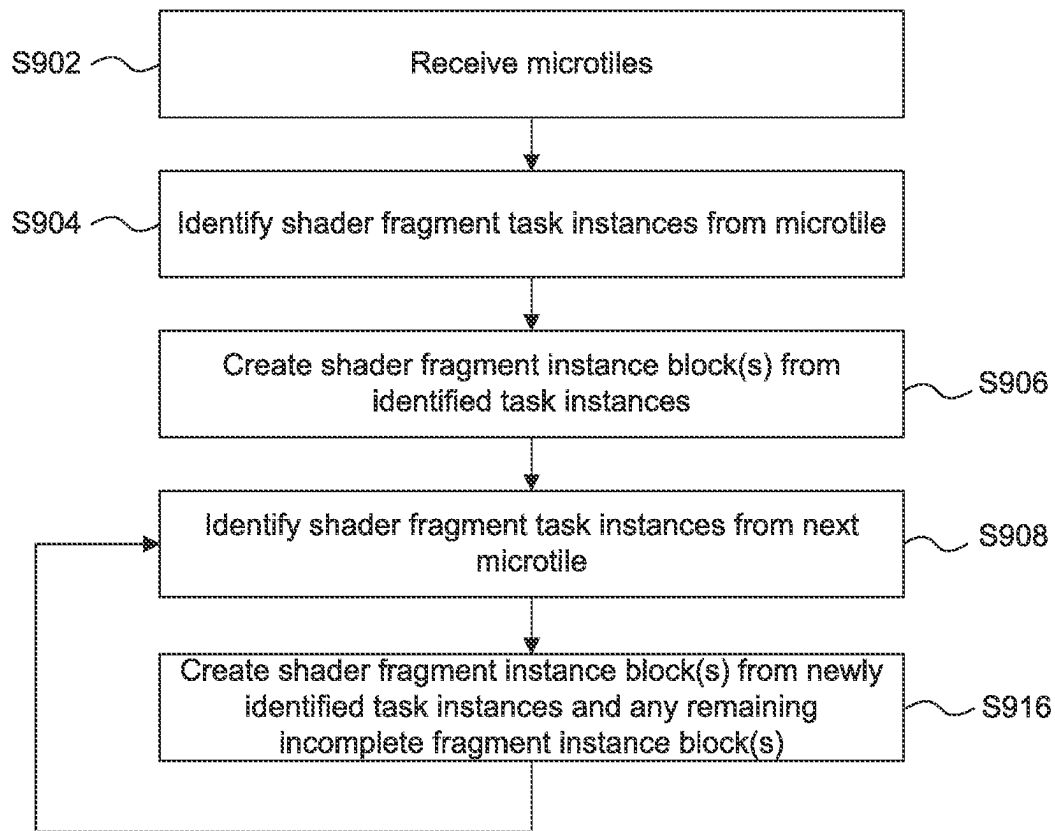 S902
Receive microtiles
S904
Identify shader fragment task instances from microtile
Create shader fragment instance block(s) from
identified task instances
S906
Identify shader fragment task instances from next
microtile
S908
Create shader fragment instance block(s) from newly
identified task instances and any remaining
incomplete fragment instance block(s)
S916